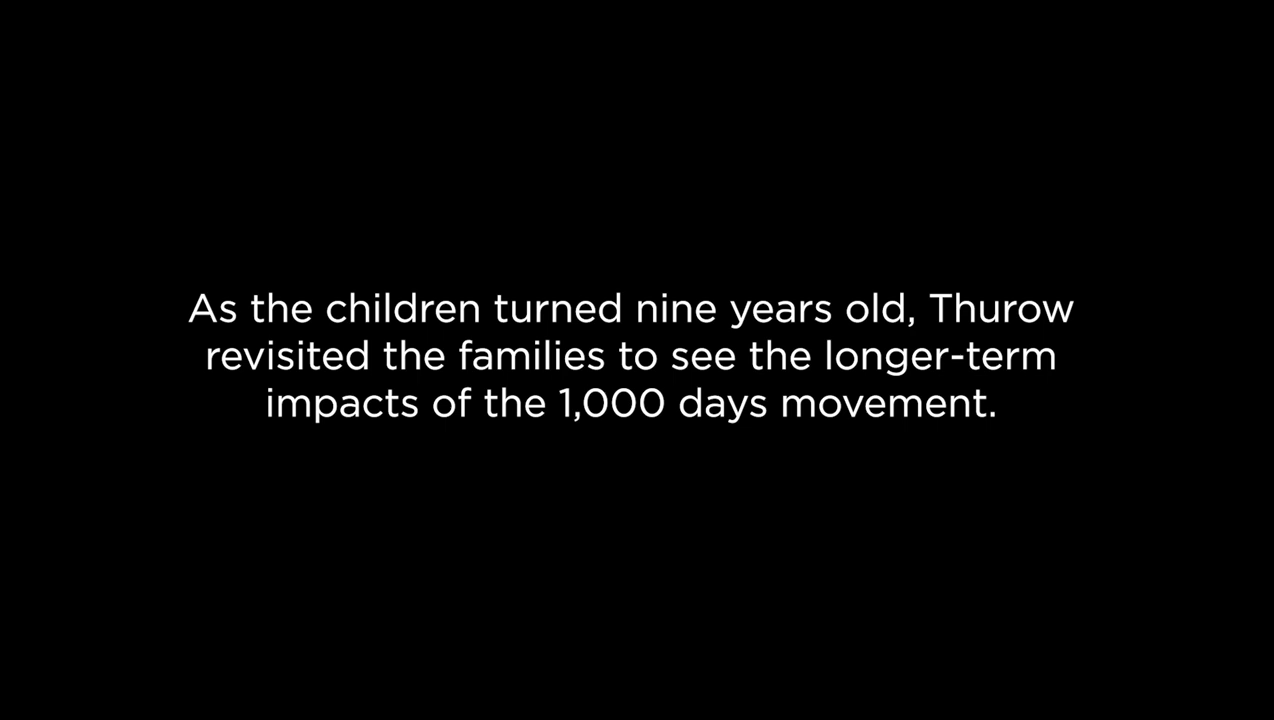 As the children turned nine years old, Thurow
revisited the families to see the longer-term
impacts of the 1,000 days movement.